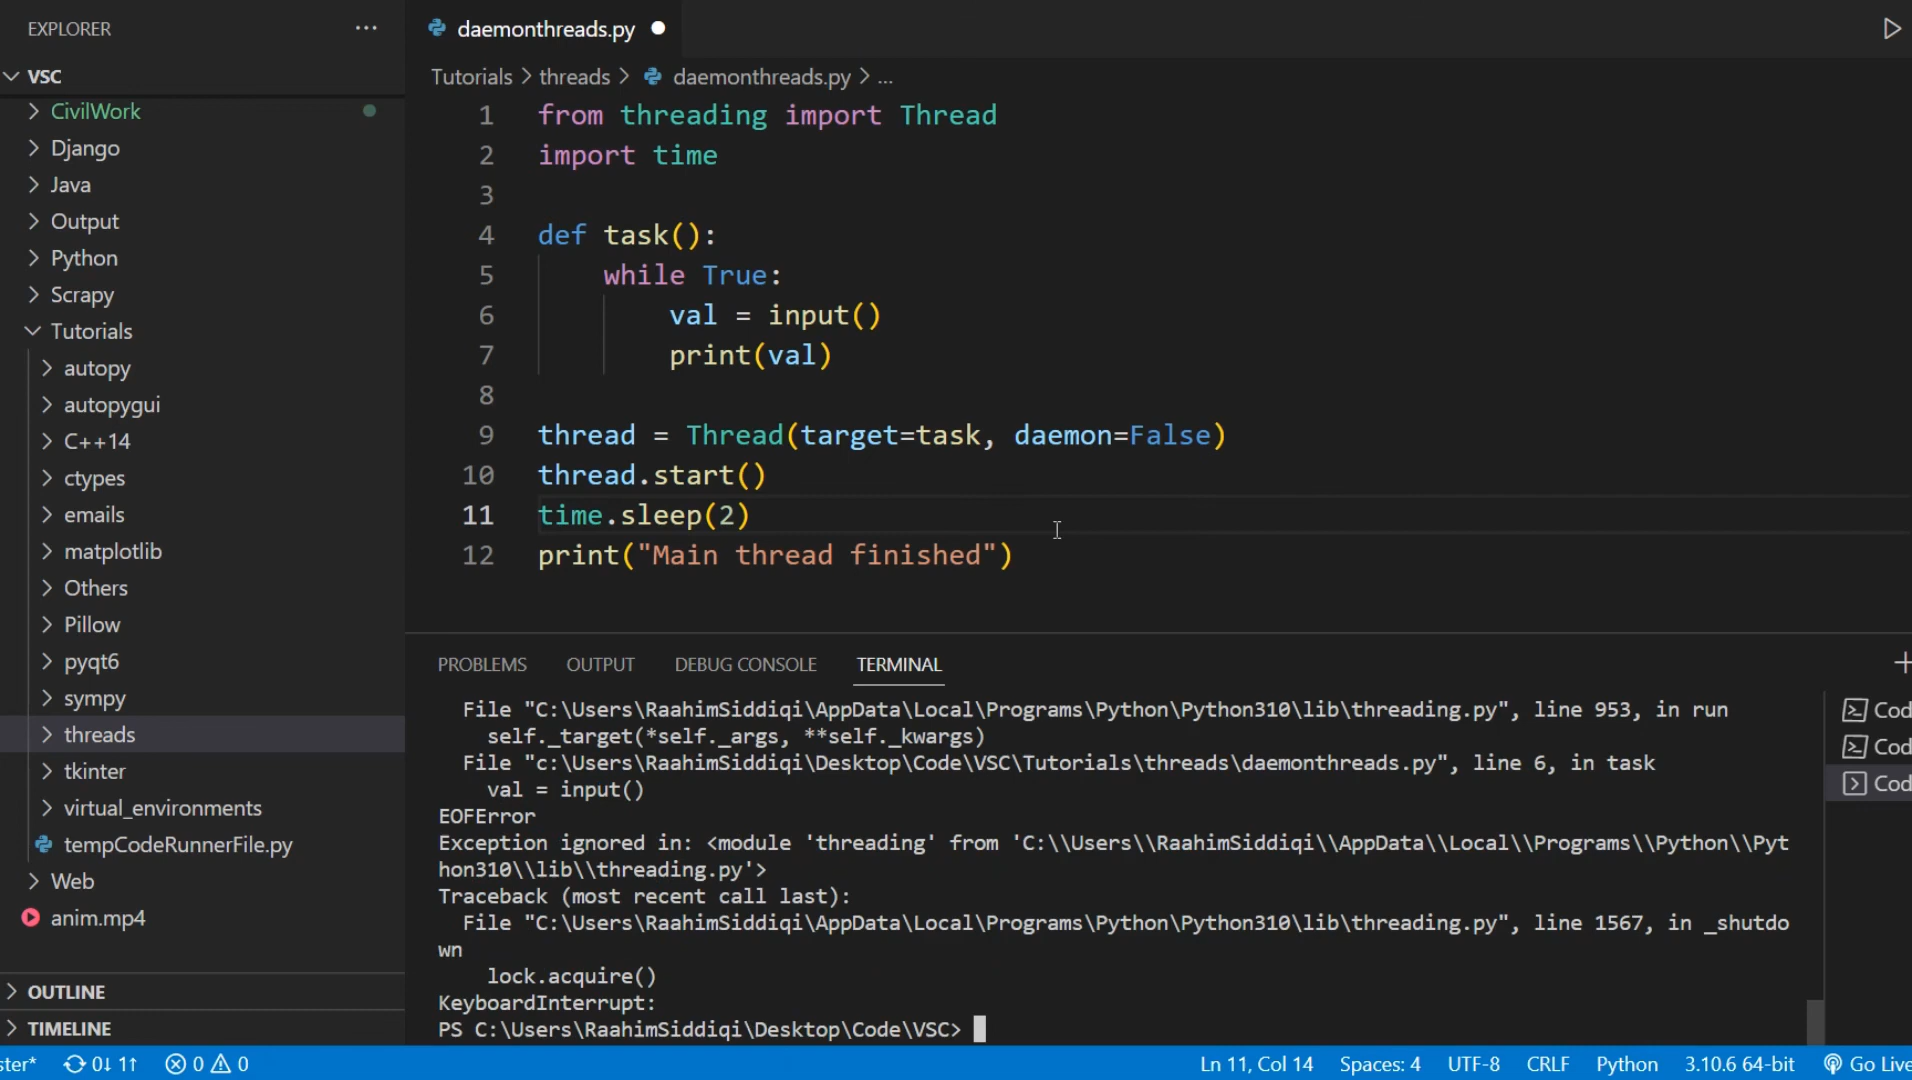 EXPLORER
VSC
CivilWork
Django
Java
Output
Python
Scrapy
Tutorials
autopy
autopygui
C++14
ctypes
emails
matplotlib
Others
Pillow
pyqt6
sympy
threads
tkinter
virtual_environments
tempCodeRunnerFile.py
Web
anim.mp4
OUTLINE
TIMELINE
daemonthreads.py
Tutorials > threads > daemonthreads.py > ...
1 from threading import Thread
2 import time
3
4 def task():
5     while True:
6         val = input()
7         print(val)
8
9 thread = Thread(target=task, daemon=False)
10 thread.start()
11 time.sleep(2)
12 print("Main thread finished")
PROBLEMS OUTPUT DEBUG CONSOLE TERMINAL
  File "C:\Users\RaahimSiddiqi\AppData\Local\Programs\Python\Python310\lib\threading.py", line 953, in run
    self._target(*self._args, **self._kwargs)
  File "c:\Users\RaahimSiddiqi\Desktop\Code\VSC\Tutorials\threads\daemonthreads.py", line 6, in task
    val = input()
EOFError
Exception ignored in: <module 'threading' from 'C:\\Users\\RaahimSiddiqi\\AppData\\Local\\Programs\\Python\\Pyt
hon310\\lib\\threading.py'>
Traceback (most recent call last):
  File "C:\Users\RaahimSiddiqi\AppData\Local\Programs\Python\Python310\lib\threading.py", line 1567, in _shutdo
wn
    lock.acquire()
KeyboardInterrupt:
PS C:\Users\RaahimSiddiqi\Desktop\Code\VSC>
Cod
Cod
Cod
ster* 0↓ 1↑ 0 0 Ln 11, Col 14 Spaces: 4 UTF-8 CRLF Python 3.10.6 64-bit Go Live